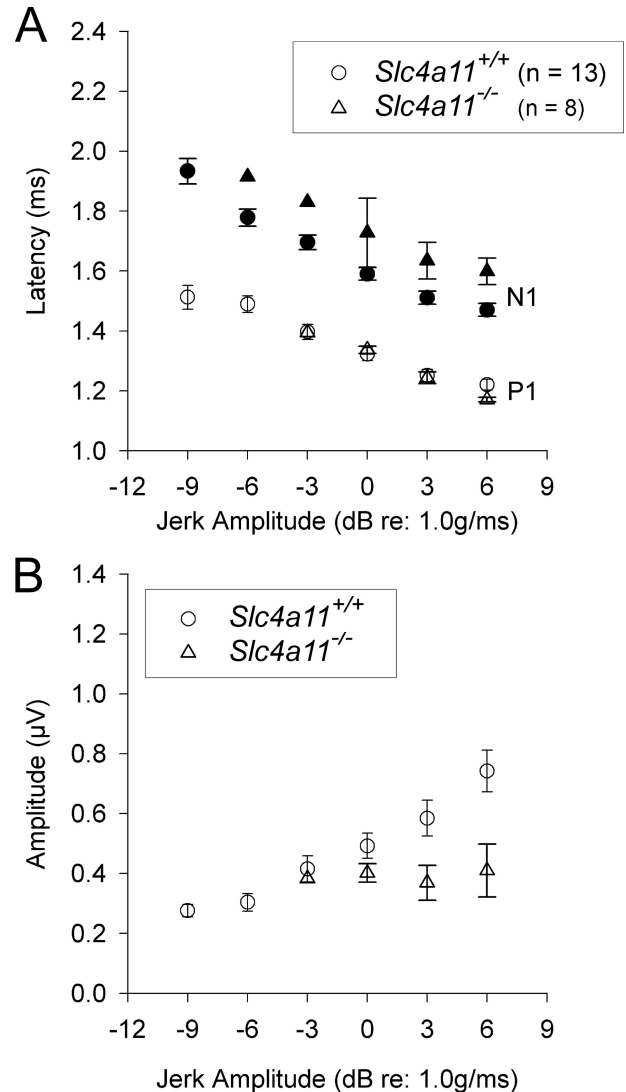 A
2.4
2.2
2.0
1.8
1.6
1.4
1.2
1.0
Latency (ms)
Slc4a11+/+ (n = 13)
Slc4a11-/- (n = 8)
N1
P1
-12 -9 -6 -3 0 3 6 9
Jerk Amplitude (dB re: 1.0g/ms)
B
1.4
1.2
1.0
0.8
0.6
0.4
0.2
0.0
Amplitude (μV)
Slc4a11+/+
Slc4a11-/-
-12 -9 -6 -3 0 3 6 9
Jerk Amplitude (dB re: 1.0g/ms)